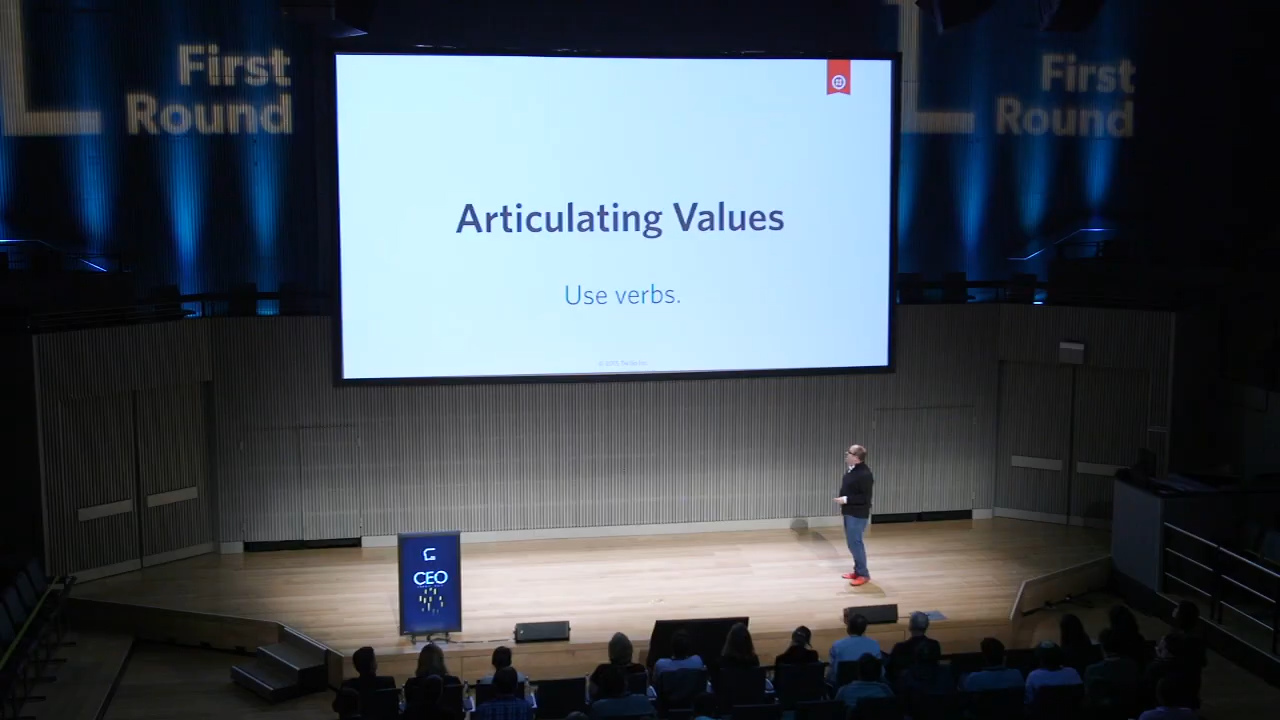 First
Round
First
Round
Articulating Values
Use verbs.
CEO